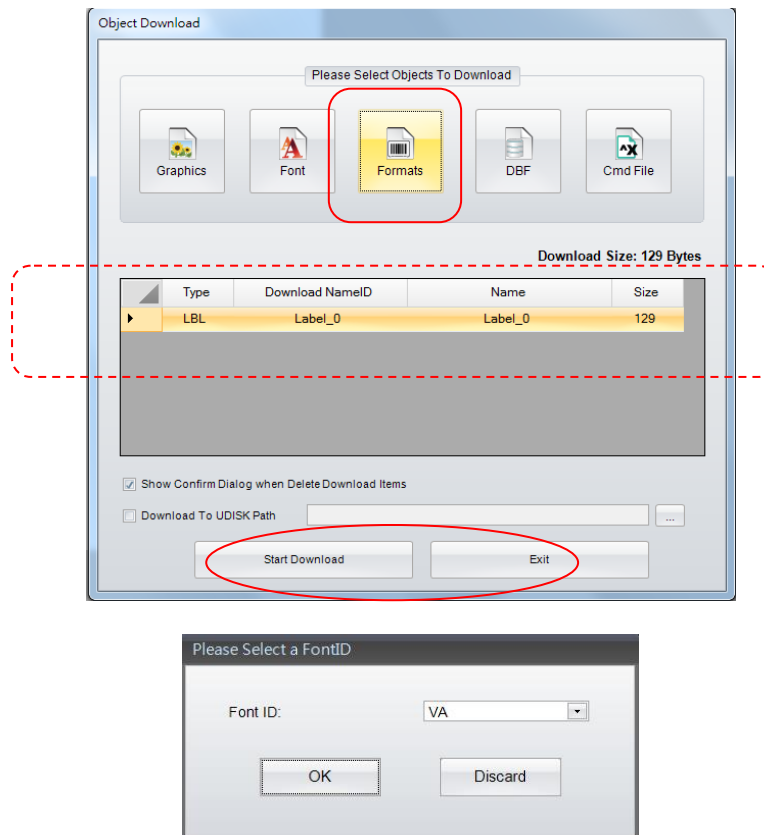 Object Download
Please Select Objects To Download
Graphics Font Formats DBF Cmd File
Download Size: 129 Bytes
Type Download NameID Name Size
LBL Label_0 Label_0 129
Show Confirm Dialog when Delete Download Items
Download To UDISK Path ...
Start Download Exit
Please Select a FontID
Font ID: VA
OK Discard